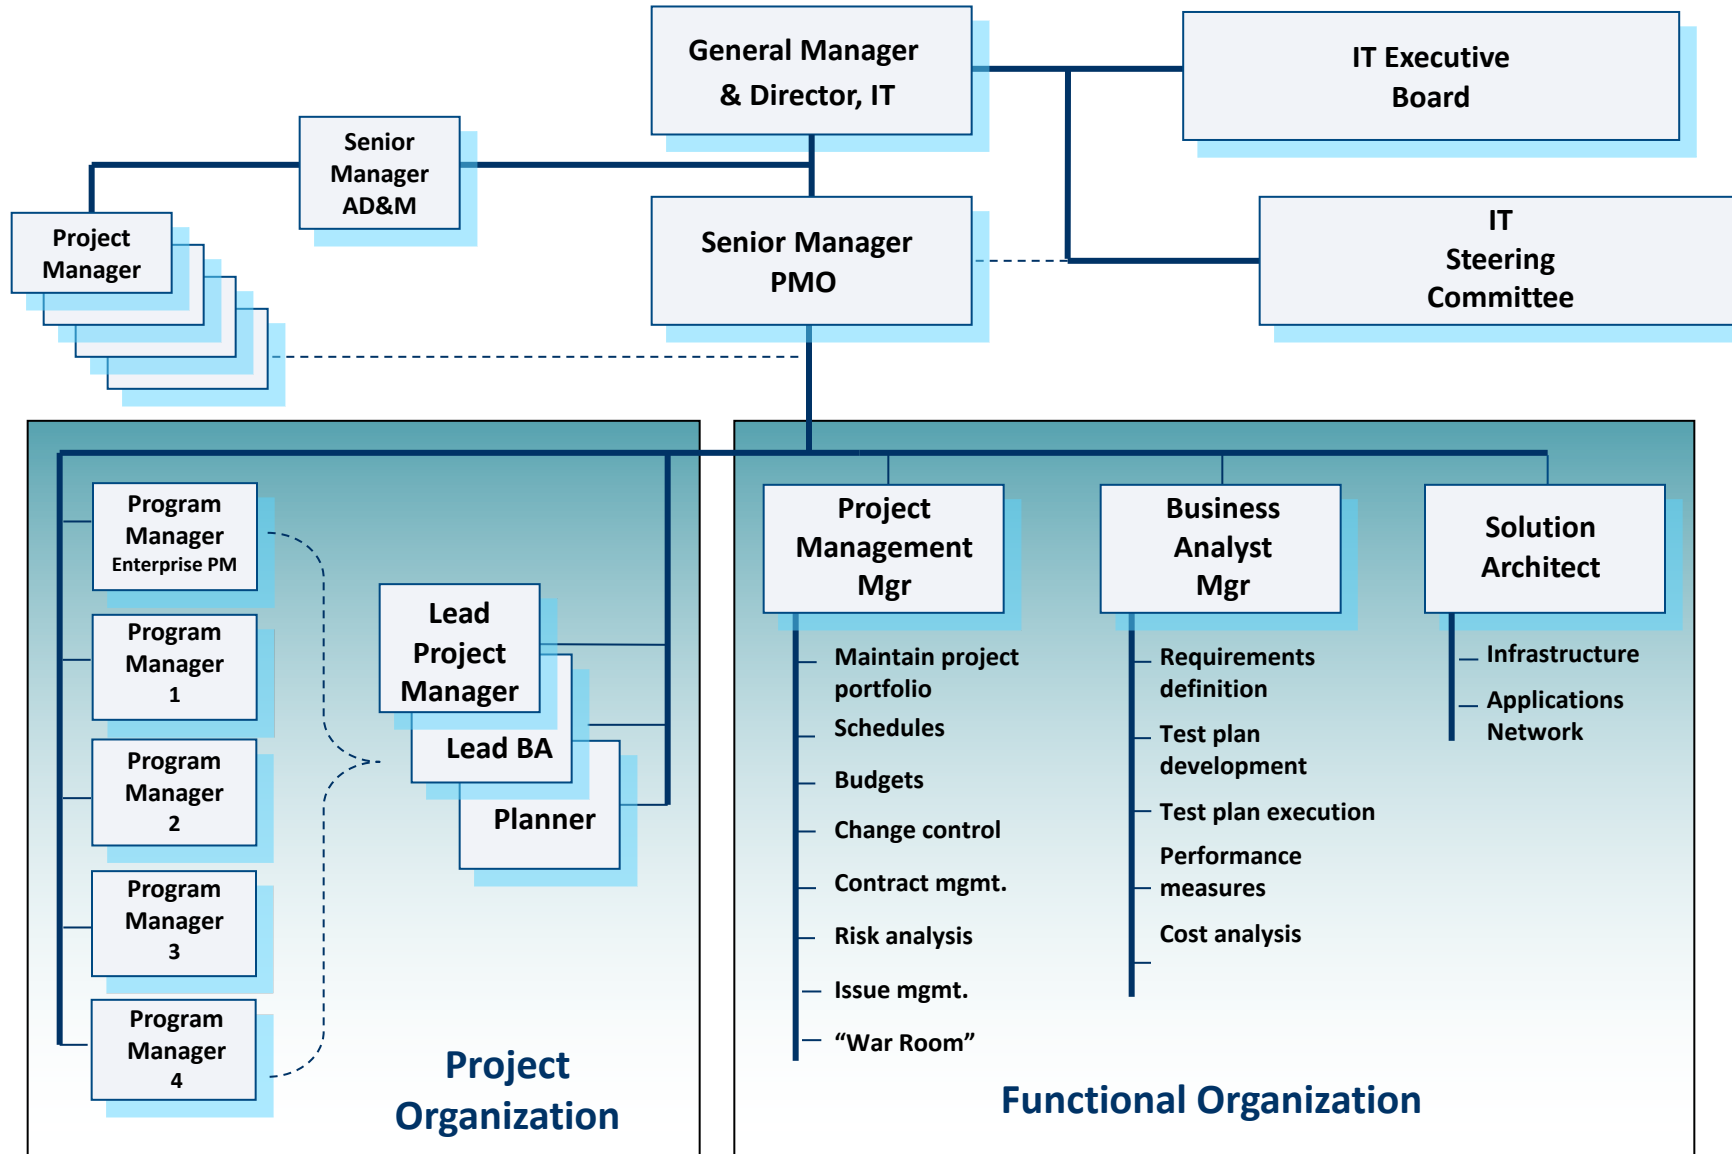 General Manager
& Director, IT
IT Executive
Board
Senior
Manager
AD&M
Project
Manager
Senior Manager
PMO
IT
Steering
Committee
Program
Manager
Enterprise PM
Program
Manager
1
Program
Manager
2
Program
Manager
3
Program
Manager
4
Lead
Project
Manager
Lead BA
Planner
Project
Organization
Project
Management
Mgr
Maintain project
portfolio
Schedules
Budgets
Change control
Contract mgmt.
Risk analysis
Issue mgmt.
“War Room”
Business
Analyst
Mgr
Requirements
definition
Test plan
development
Test plan execution
Performance
measures
Cost analysis
Solution
Architect
Infrastructure
Applications
Network
Functional Organization